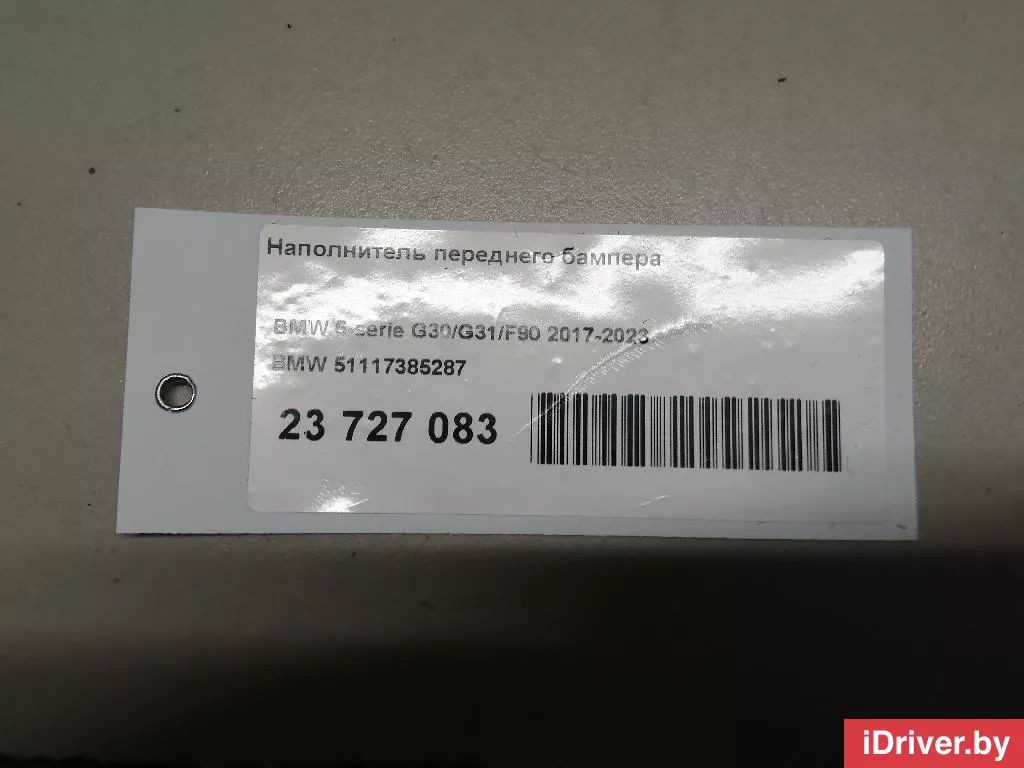 Наполнитель переднего бампера
BMW 5-serie G30/G31/F90 2017-2023
BMW 51117385287
23 727 083
iDriver.by